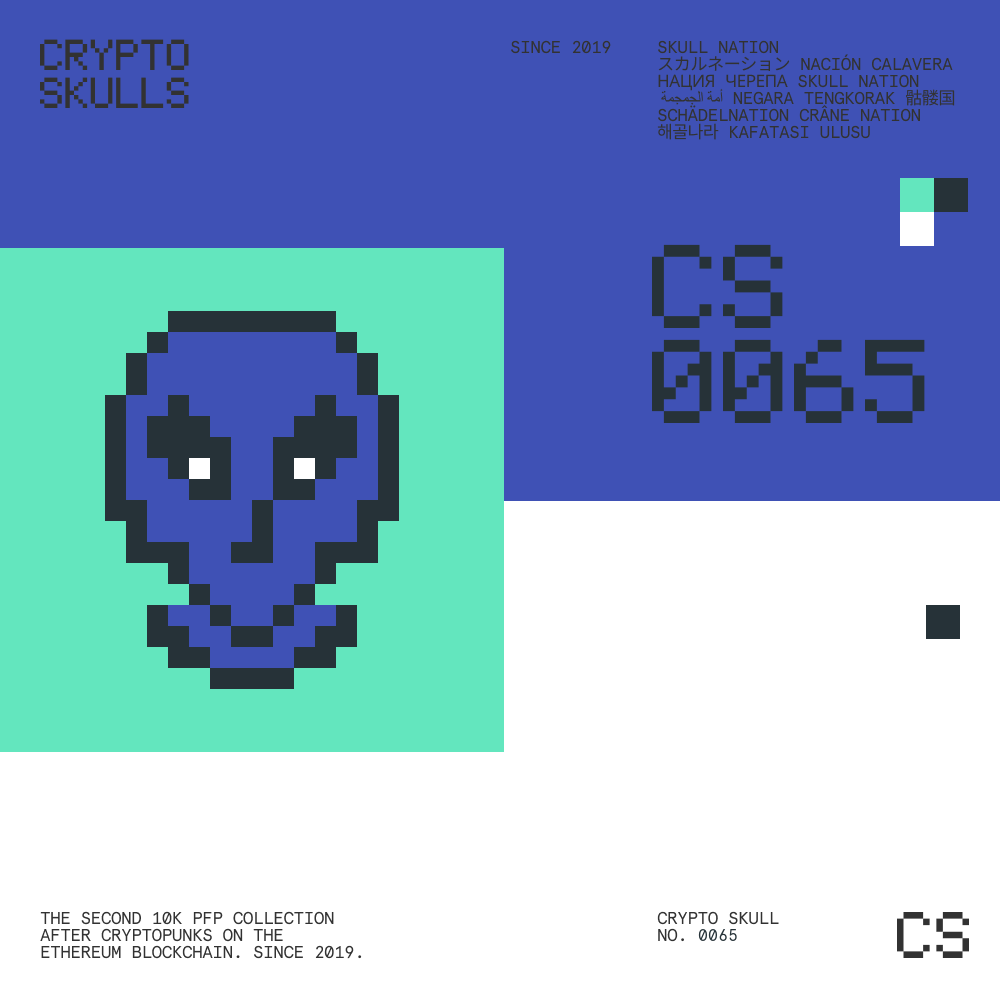 CRYPTO
SKULLS
SINCE 2019
SKULL NATION
スカルネーション NACIÓN CALAVERA
НАЦИЯ ЧЕРЕПА SKULL NATION
أمة الجمجمة NEGARA TENGKORAK 骷髅国
SCHÄDELNATION CRÂNE NATION
해골나라 KAFATASI ULUSU
CS
0065
THE SECOND 10K PFP COLLECTION
AFTER CRYPTOPUNKS ON THE
ETHEREUM BLOCKCHAIN. SINCE 2019.
CRYPTO SKULL
NO. 0065
CS